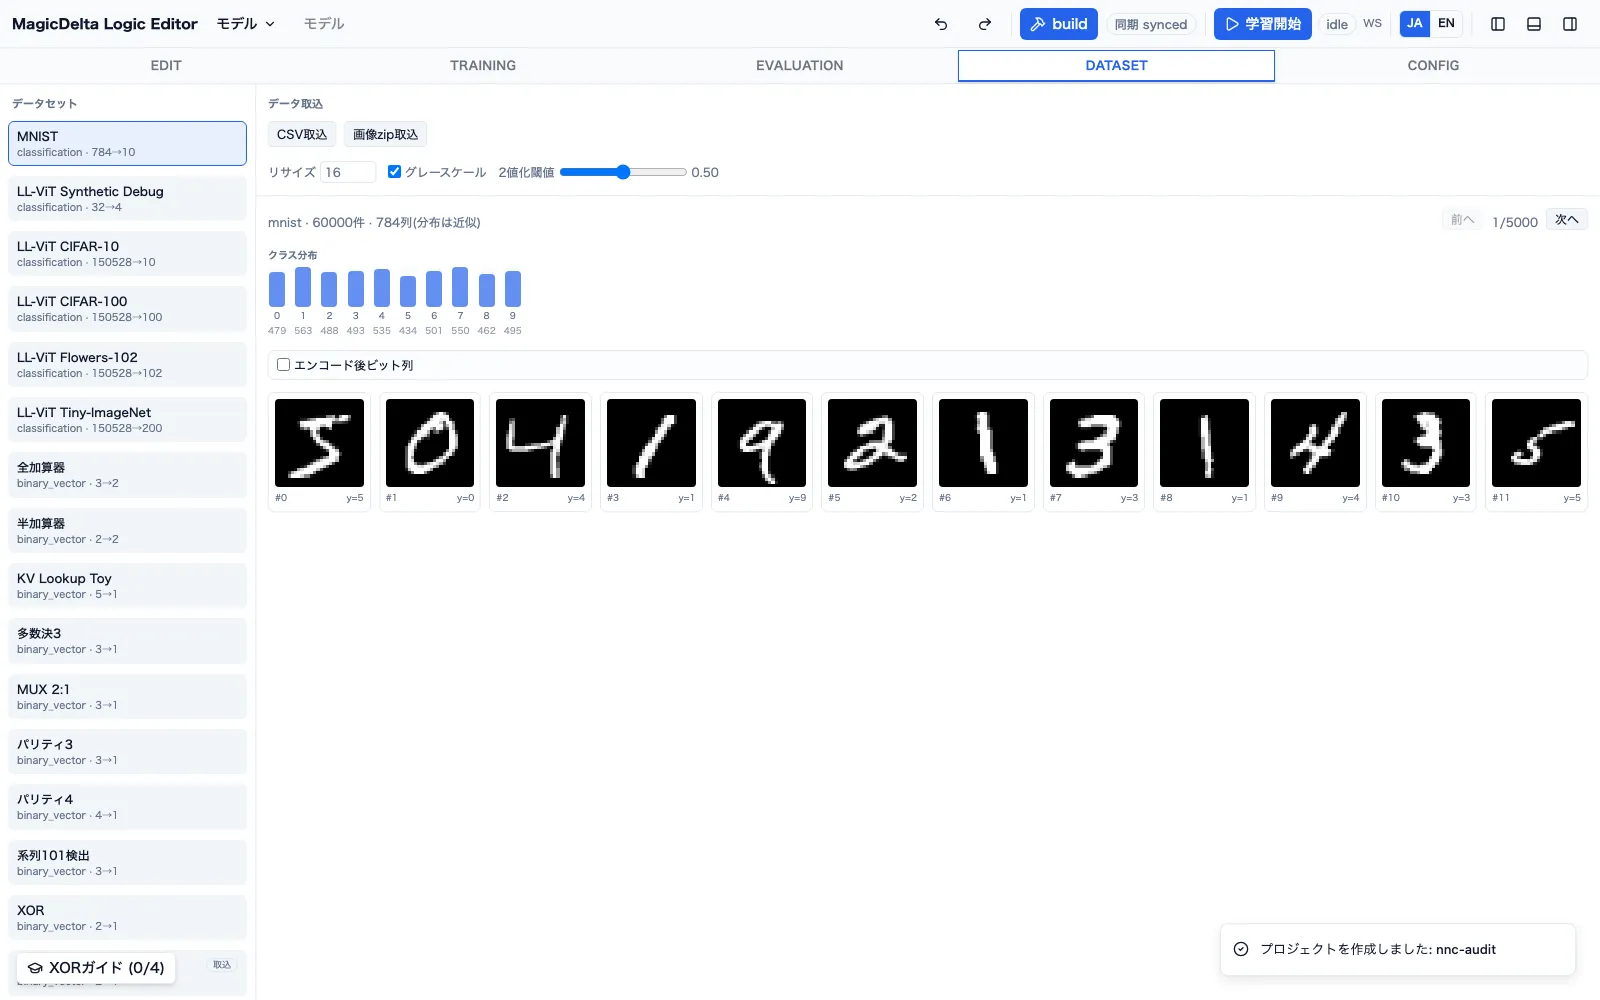 MagicDelta Logic Editor
モデル
モデル
build
同期 synced
学習開始
idle
WS
JA
EN
EDIT
TRAINING
EVALUATION
DATASET
CONFIG
データセット
MNIST
classification · 784→10
LL-ViT Synthetic Debug
classification · 32→4
LL-ViT CIFAR-10
classification · 150528→10
LL-ViT CIFAR-100
classification · 150528→100
LL-ViT Flowers-102
classification · 150528→102
LL-ViT Tiny-ImageNet
classification · 150528→200
全加算器
binary_vector · 3→2
半加算器
binary_vector · 2→2
KV Lookup Toy
binary_vector · 5→1
多数決3
binary_vector · 3→1
MUX 2:1
binary_vector · 3→1
パリティ3
binary_vector · 3→1
パリティ4
binary_vector · 4→1
系列101検出
binary_vector · 3→1
XOR
binary_vector · 2→1
XORガイド (0/4)
取込
データ取込
CSV取込
画像zip取込
リサイズ 16
グレースケール
2値化閾値
0.50
mnist · 60000件 · 784列(分布は近似)
前へ
1/5000
次へ
クラス分布
0 1 2 3 4 5 6 7 8 9
479 563 488 493 535 434 501 550 462 495
エンコード後ビット列
5 0 4 1 9 2 1 3 1 4 3 5
#0 y=5
#1 y=0
#2 y=4
#3 y=1
#4 y=9
#5 y=2
#6 y=1
#7 y=3
#8 y=1
#9 y=4
#10 y=3
#11 y=5
プロジェクトを作成しました: nnc-audit